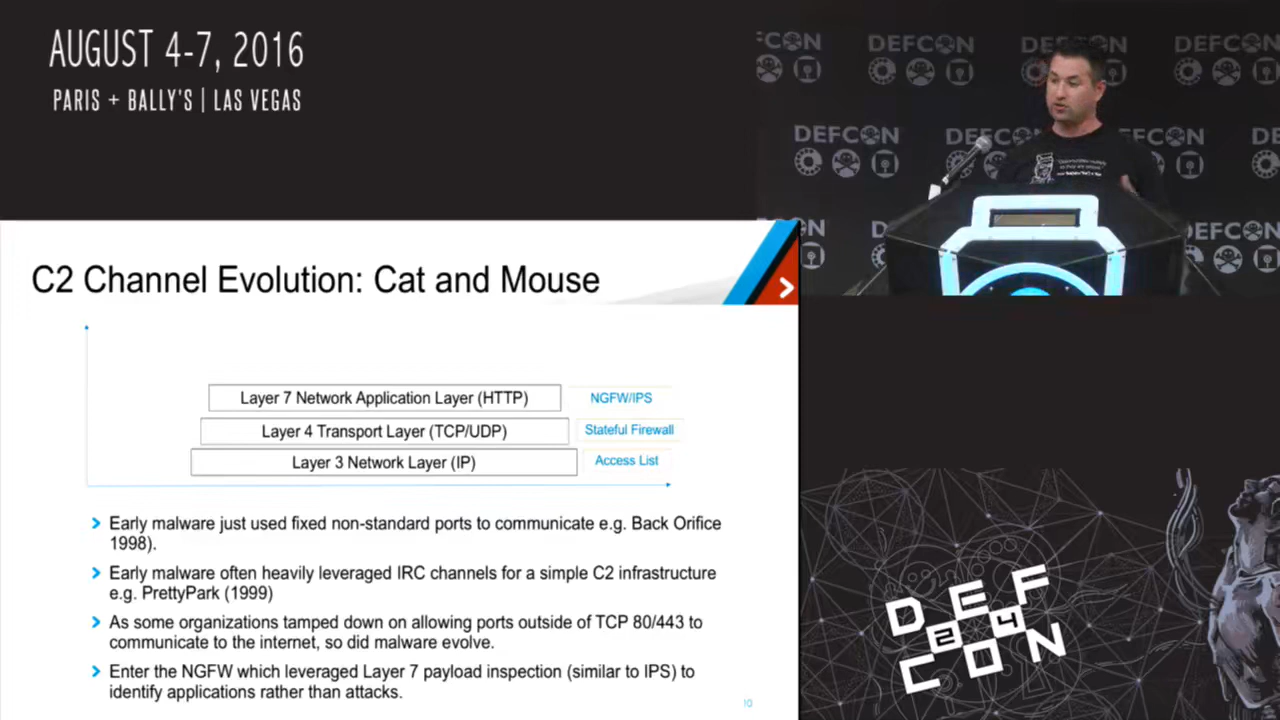 AUGUST 4-7, 2016
PARIS + BALLY'S | LAS VEGAS
DEFCON
DEFCON
DEFCON
DEFCON
C2 Channel Evolution: Cat and Mouse
Layer 7 Network Application Layer (HTTP)
NGFW/IPS
Layer 4 Transport Layer (TCP/UDP)
Stateful Firewall
Layer 3 Network Layer (IP)
Access List
Early malware just used fixed non-standard ports to communicate e.g. Back Orifice
1998).
Early malware often heavily leveraged IRC channels for a simple C2 infrastructure
e.g. PrettyPark (1999)
As some organizations tamped down on allowing ports outside of TCP 80/443 to
communicate to the internet, so did malware evolve.
Enter the NGFW which leveraged Layer 7 payload inspection (similar to IPS) to
identify applications rather than attacks.
10
DEF
24
CON